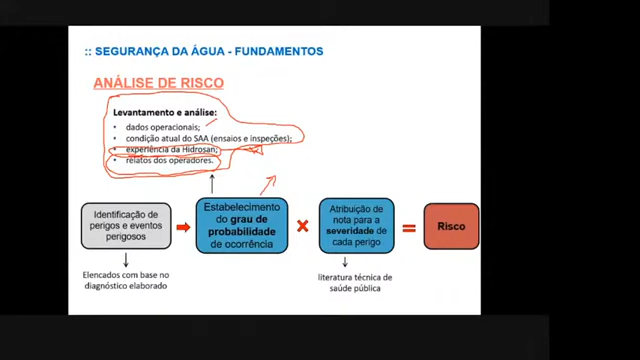 :: SEGURANÇA DA ÁGUA - FUNDAMENTOS
ANÁLISE DE RISCO
Levantamento e análise:
• dados operacionais;
• condição atual do SAA (ensaios e inspeções);
• experiência da Hidrosan;
• relatos dos operadores.
Identificação de
perigos e eventos
perigosos
Estabelecimento
do grau de
probabilidade
de ocorrência
×
Atribuição de
nota para a
severidade de
cada perigo
=
Risco
Elencados com base no
diagnóstico elaborado
literatura técnica de
saúde pública